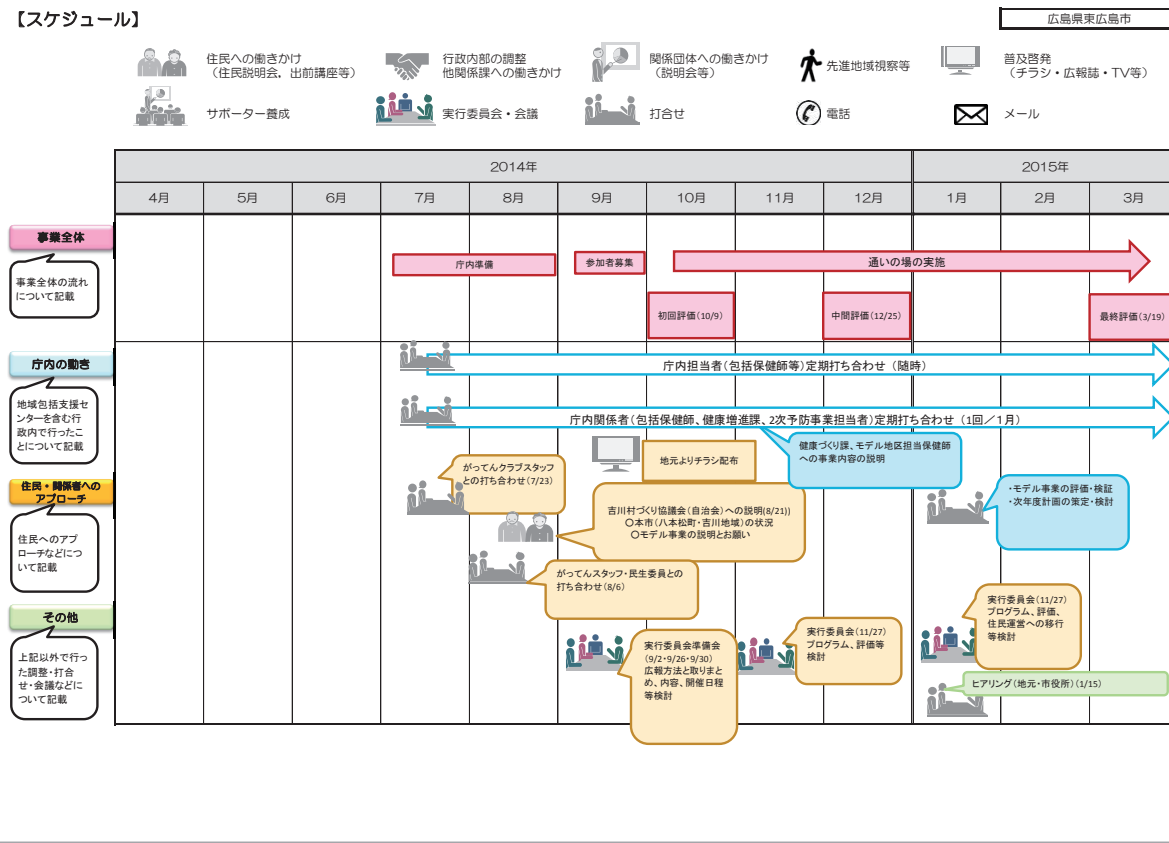 【スケジュール】
広島県東広島市
住民への働きかけ
（住民説明会，出前講座等）
行政内部の調整
他関係課への働きかけ
関係団体への働きかけ
（説明会等）
先進地域視察等
普及啓発
（チラシ・広報誌・TV等）
サポーター養成
実行委員会・会議
打合せ
電話
メール
2014年
2015年
4月
5月
6月
7月
8月
9月
10月
11月
12月
1月
2月
3月
事業全体
事業全体の流れ
について記載
庁内準備
参加者募集
通いの場の実施
初回評価(10/9)
中間評価(12/25)
最終評価(3/19)
庁内の動き
地域包括支援セ
ンターを含む行
政内で行ったこ
とについて記載
庁内担当者（包括保健師等）定期打ち合わせ（随時）
庁内関係者（包括保健師、健康増進課、2次予防事業担当者）定期打ち合わせ（1回／1月）
健康づくり課、モデル地区担当保健師
への事業内容の説明
地元よりチラシ配布
がってんクラブスタッフ
との打ち合わせ(7/23)
住民・関係者への
アプローチ
住民へのアプ
ローチなどにつ
いて記載
吉川村づくり協議会(自治会)への説明(8/21))
〇本市(八本松町・吉川地域)の状況
〇モデル事業の説明とお願い
・モデル事業の評価・検証
・次年度計画の策定・検討
がってんスタッフ・民生委員との
打ち合わせ(8/6)
その他
上記以外で行っ
た調整・打合
せ・会議などに
ついて記載
実行委員会準備会
(9/2・9/26・9/30)
広報方法と取りまと
め、内容、開催日程
等検討
実行委員会(11/27)
プログラム、評価等
検討
実行委員会(11/27)
プログラム、評価、
住民運営への移行
等検討
ヒアリング(地元・市役所)(1/15)